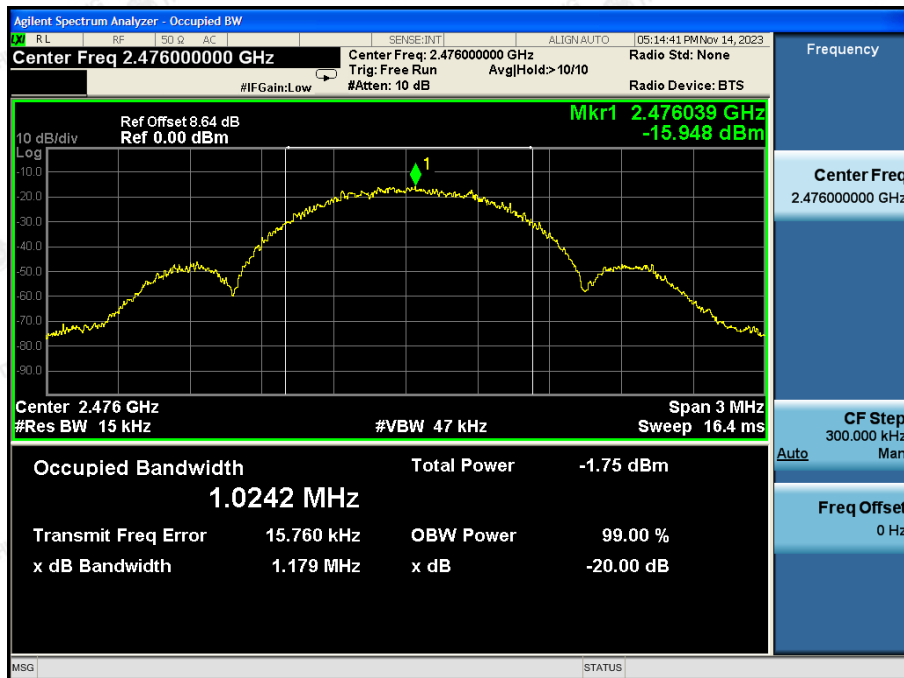 Agilent Spectrum Analyzer - Occupied BW
LXI RL RF 50 Ω AC SENSE:INT ALIGN AUTO 05:14:41 PM Nov 14, 2023
Center Freq 2.476000000 GHz
Center Freq: 2.476000000 GHz Radio Std: None
Trig: Free Run Avg|Hold:>10/10
#IFGain:Low #Atten: 10 dB Radio Device: BTS
Frequency
Mkr1 2.476039 GHz
-15.948 dBm
Ref Offset 8.64 dB
10 dB/div Ref 0.00 dBm
Log
1
-10.0
-20.0
-30.0
-40.0
-50.0
-60.0
-70.0
-80.0
-90.0
Center 2.476 GHz Span 3 MHz
#Res BW 15 kHz #VBW 47 kHz Sweep 16.4 ms
Center Freq
2.476000000 GHz
CF Step
300.000 kHz
Auto Man
Freq Offset
0 Hz
Occupied Bandwidth Total Power -1.75 dBm
1.0242 MHz
Transmit Freq Error 15.760 kHz OBW Power 99.00 %
x dB Bandwidth 1.179 MHz x dB -20.00 dB
MSG STATUS